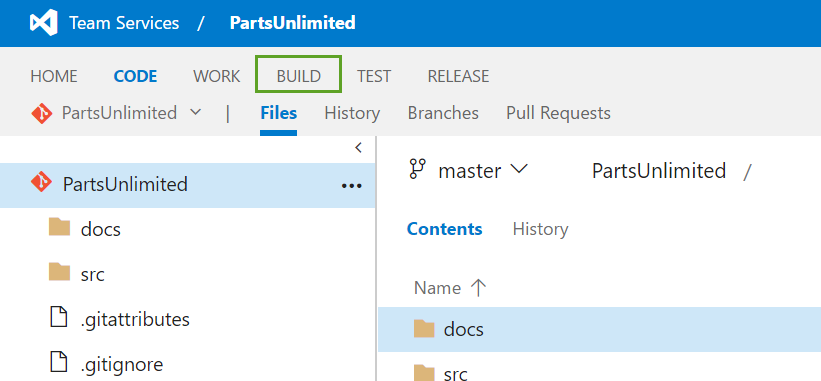 Team Services / PartsUnlimited
HOME CODE WORK BUILD TEST RELEASE
PartsUnlimited | Files History Branches Pull Requests
PartsUnlimited ...
docs
src
.gitattributes
.gitignore
master PartsUnlimited /
Contents History
Name
docs
src